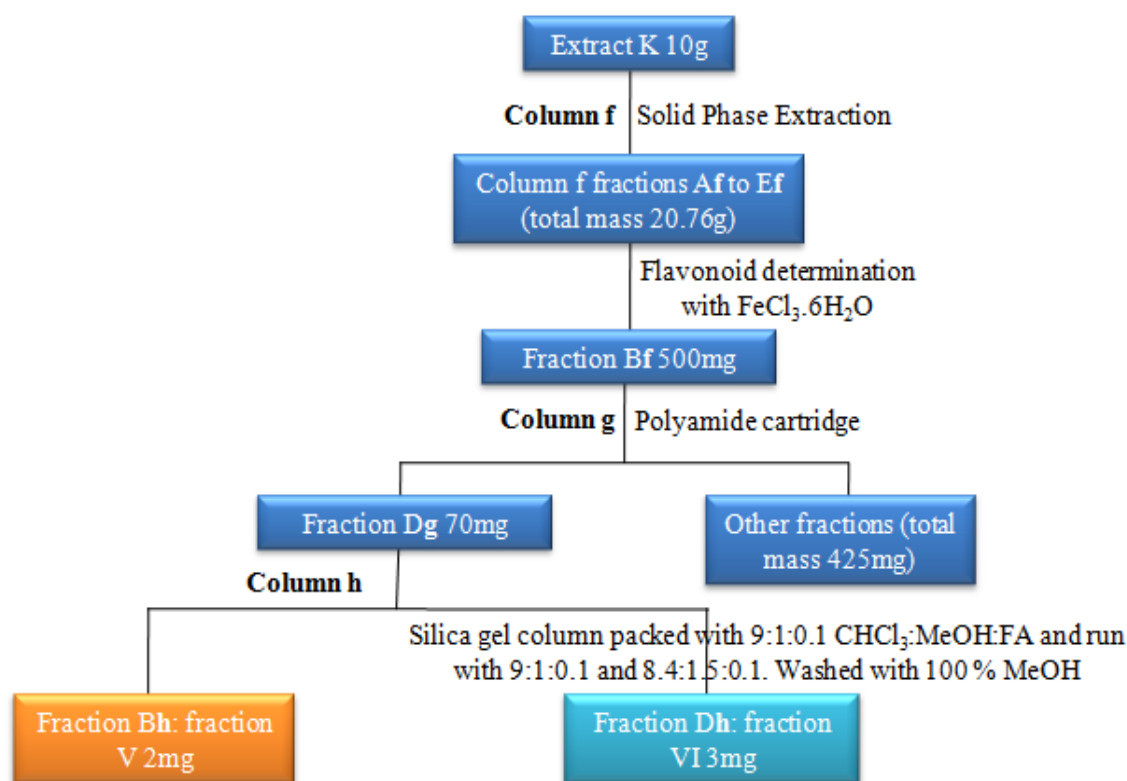 Extract K 10g
Column f Solid Phase Extraction
Column f fractions Af to Ef
(total mass 20.76g)
Flavonoid determination
with FeCl₃.6H₂O
Fraction Bf 500mg
Column g Polyamide cartridge
Fraction Dg 70mg
Other fractions (total
mass 425mg)
Column h
Silica gel column packed with 9:1:0.1 CHCl₃:MeOH:FA and run
with 9:1:0.1 and 8.4:1.5:0.1. Washed with 100 % MeOH
Fraction Bh: fraction
V 2mg
Fraction Dh: fraction
VI 3mg